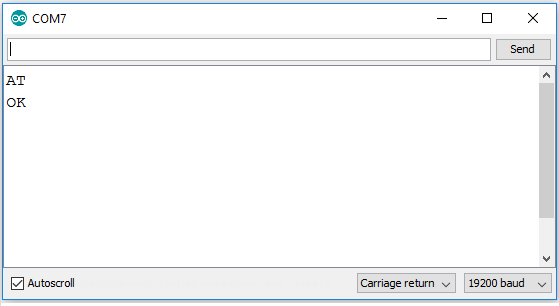 COM7
Send
AT
OK
Autoscroll
Carriage return
19200 baud